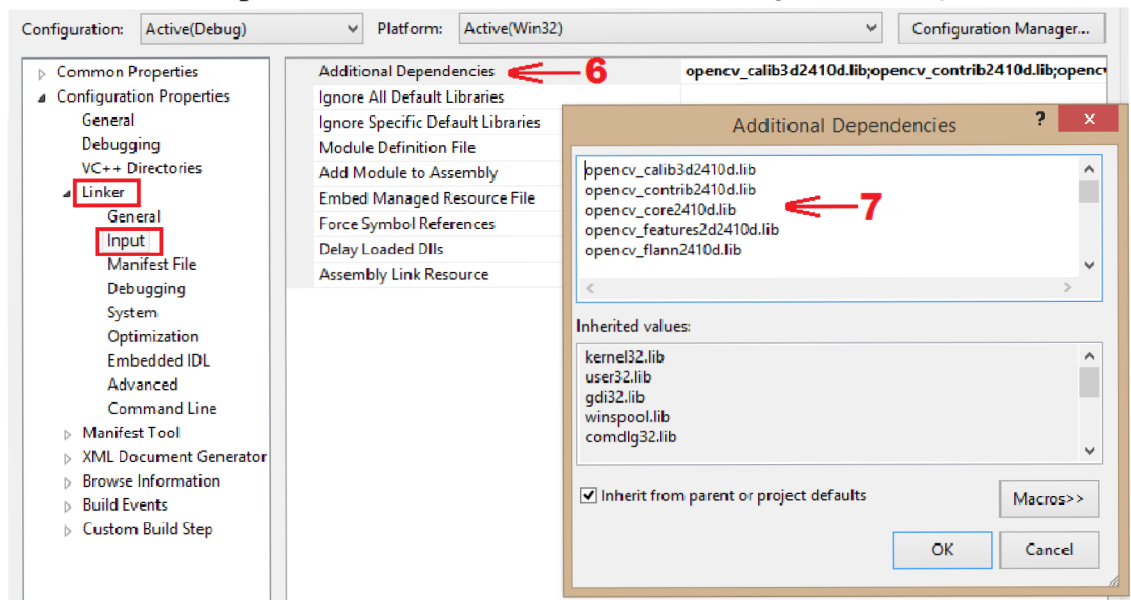 Configuration: Active(Debug) Platform: Active(Win32) Configuration Manager...
Common Properties
Configuration Properties
General
Debugging
VC++ Directories
Linker
General
Input
Manifest File
Debugging
System
Optimization
Embedded IDL
Advanced
Command Line
Manifest Tool
XML Document Generator
Browse Information
Build Events
Custom Build Step
Additional Dependencies 6 opencv_calib3d2410d.lib;opencv_contrib2410d.lib;opencv
Ignore All Default Libraries
Ignore Specific Default Libraries
Module Definition File
Add Module to Assembly
Embed Managed Resource File
Force Symbol References
Delay Loaded Dlls
Assembly Link Resource
Additional Dependencies ? x
opencv_calib3d2410d.lib
opencv_contrib2410d.lib
opencv_core2410d.lib 7
opencv_features2d2410d.lib
opencv_flann2410d.lib
Inherited values:
kernel32.lib
user32.lib
gdi32.lib
winspool.lib
comdlg32.lib
Inherit from parent or project defaults
Macros>>
OK Cancel